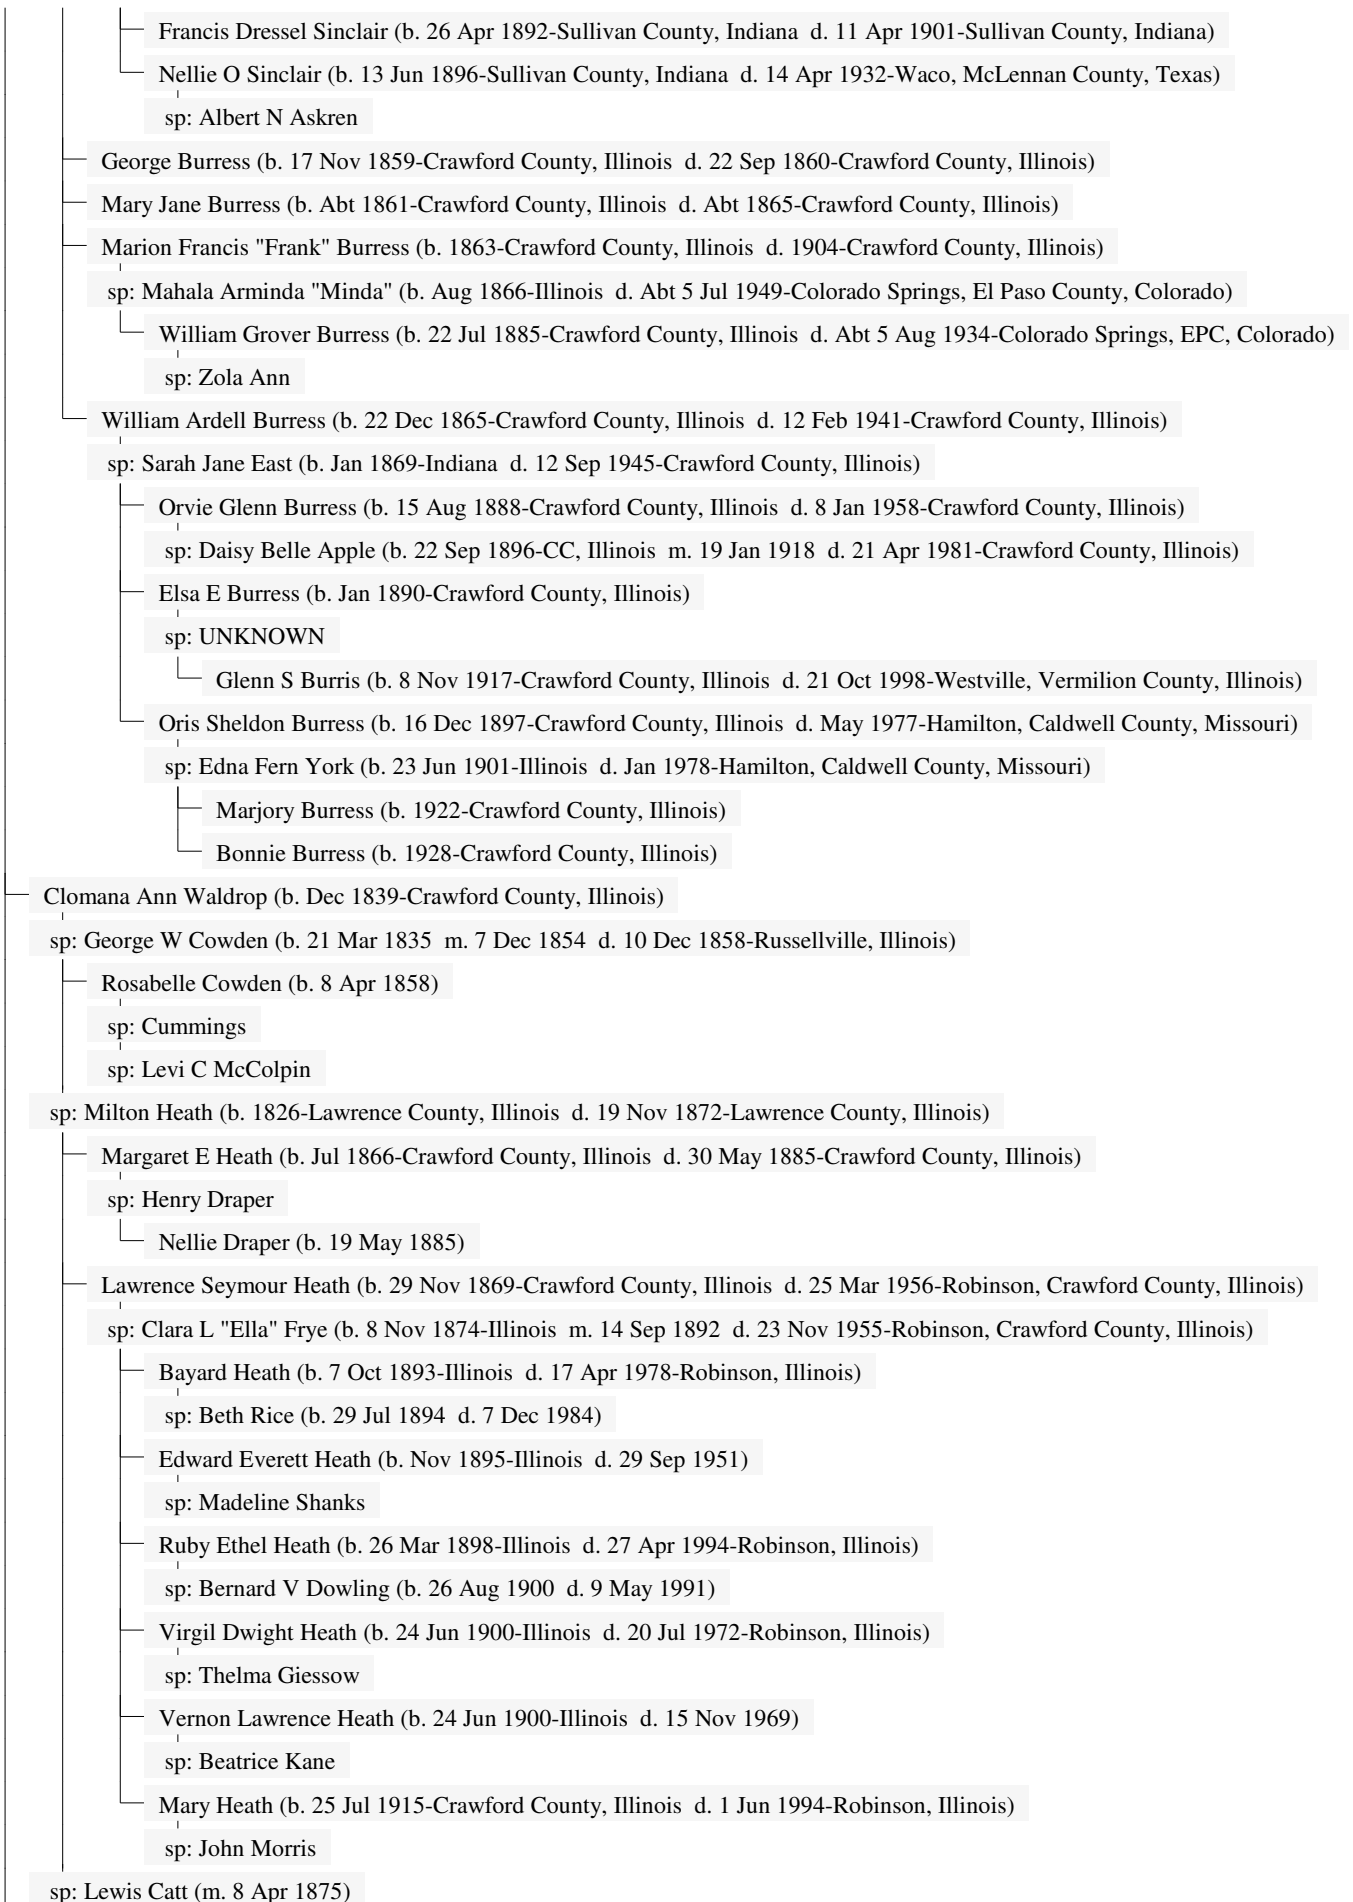 Francis Dressel Sinclair (b. 26 Apr 1892-Sullivan County, Indiana  d. 11 Apr 1901-Sullivan County, Indiana)
Nellie O Sinclair (b. 13 Jun 1896-Sullivan County, Indiana  d. 14 Apr 1932-Waco, McLennan County, Texas)
sp: Albert N Askren
George Burress (b. 17 Nov 1859-Crawford County, Illinois  d. 22 Sep 1860-Crawford County, Illinois)
Mary Jane Burress (b. Abt 1861-Crawford County, Illinois  d. Abt 1865-Crawford County, Illinois)
Marion Francis "Frank" Burress (b. 1863-Crawford County, Illinois  d. 1904-Crawford County, Illinois)
sp: Mahala Arminda "Minda" (b. Aug 1866-Illinois  d. Abt 5 Jul 1949-Colorado Springs, El Paso County, Colorado)
William Grover Burress (b. 22 Jul 1885-Crawford County, Illinois  d. Abt 5 Aug 1934-Colorado Springs, EPC, Colorado)
sp: Zola Ann
William Ardell Burress (b. 22 Dec 1865-Crawford County, Illinois  d. 12 Feb 1941-Crawford County, Illinois)
sp: Sarah Jane East (b. Jan 1869-Indiana  d. 12 Sep 1945-Crawford County, Illinois)
Orvie Glenn Burress (b. 15 Aug 1888-Crawford County, Illinois  d. 8 Jan 1958-Crawford County, Illinois)
sp: Daisy Belle Apple (b. 22 Sep 1896-CC, Illinois  m. 19 Jan 1918  d. 21 Apr 1981-Crawford County, Illinois)
Elsa E Burress (b. Jan 1890-Crawford County, Illinois)
sp: UNKNOWN
Glenn S Burris (b. 8 Nov 1917-Crawford County, Illinois  d. 21 Oct 1998-Westville, Vermilion County, Illinois)
Oris Sheldon Burress (b. 16 Dec 1897-Crawford County, Illinois  d. May 1977-Hamilton, Caldwell County, Missouri)
sp: Edna Fern York (b. 23 Jun 1901-Illinois  d. Jan 1978-Hamilton, Caldwell County, Missouri)
Marjory Burress (b. 1922-Crawford County, Illinois)
Bonnie Burress (b. 1928-Crawford County, Illinois)
Clomana Ann Waldrop (b. Dec 1839-Crawford County, Illinois)
sp: George W Cowden (b. 21 Mar 1835  m. 7 Dec 1854  d. 10 Dec 1858-Russellville, Illinois)
Rosabelle Cowden (b. 8 Apr 1858)
sp: Cummings
sp: Levi C McColpin
sp: Milton Heath (b. 1826-Lawrence County, Illinois  d. 19 Nov 1872-Lawrence County, Illinois)
Margaret E Heath (b. Jul 1866-Crawford County, Illinois  d. 30 May 1885-Crawford County, Illinois)
sp: Henry Draper
Nellie Draper (b. 19 May 1885)
Lawrence Seymour Heath (b. 29 Nov 1869-Crawford County, Illinois  d. 25 Mar 1956-Robinson, Crawford County, Illinois)
sp: Clara L "Ella" Frye (b. 8 Nov 1874-Illinois  m. 14 Sep 1892  d. 23 Nov 1955-Robinson, Crawford County, Illinois)
Bayard Heath (b. 7 Oct 1893-Illinois  d. 17 Apr 1978-Robinson, Illinois)
sp: Beth Rice (b. 29 Jul 1894  d. 7 Dec 1984)
Edward Everett Heath (b. Nov 1895-Illinois  d. 29 Sep 1951)
sp: Madeline Shanks
Ruby Ethel Heath (b. 26 Mar 1898-Illinois  d. 27 Apr 1994-Robinson, Illinois)
sp: Bernard V Dowling (b. 26 Aug 1900  d. 9 May 1991)
Virgil Dwight Heath (b. 24 Jun 1900-Illinois  d. 20 Jul 1972-Robinson, Illinois)
sp: Thelma Giessow
Vernon Lawrence Heath (b. 24 Jun 1900-Illinois  d. 15 Nov 1969)
sp: Beatrice Kane
Mary Heath (b. 25 Jul 1915-Crawford County, Illinois  d. 1 Jun 1994-Robinson, Illinois)
sp: John Morris
sp: Lewis Catt (m. 8 Apr 1875)